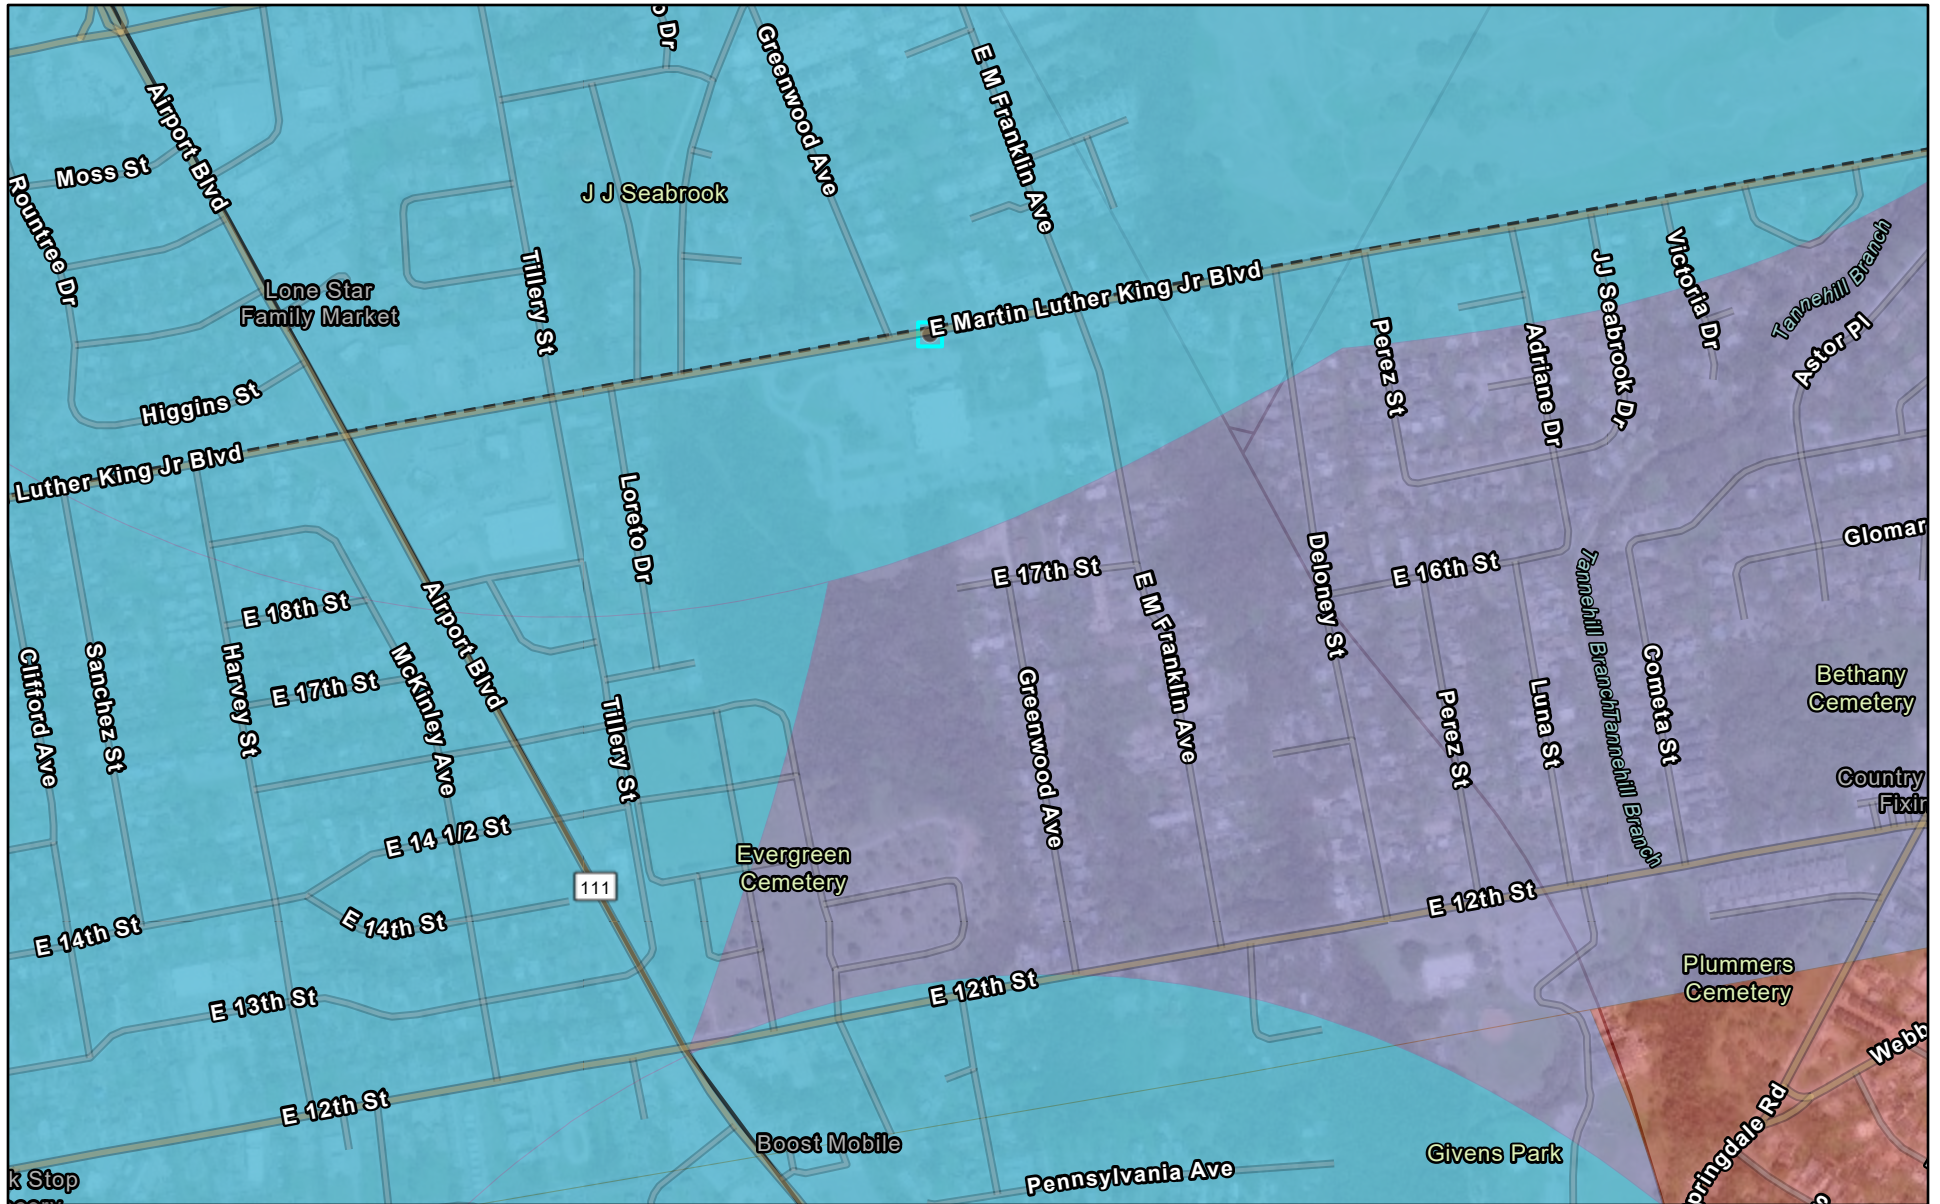 Dr
Greenwood Ave
E M Franklin Ave
Airport Blvd
Moss St
J J Seabrook
Rountree Dr
Tillery St
Lone Star
Family Market
E Martin Luther King Jr Blvd
Victoria Dr
JJ Seabrook Dr
Tannehill Branch
Astor Pl
Perez St
Adriane Dr
Higgins St
Luther King Jr Blvd
Loreto Dr
Glomar
E 17th St
E 16th St
Deloney St
E M Franklin Ave
Tannehill Branch
Tannehill Branch
Airport Blvd
E 18th St
Clifford Ave
Sanchez St
Harvey St
E 17th St
McKinley Ave
Tillery St
Greenwood Ave
Perez St
Luna St
Cometa St
Bethany
Cemetery
Country
Fixin
E 14 1/2 St
Evergreen
Cemetery
111
E 12th St
E 14th St
E 14th St
Plummers
Cemetery
E 13th St
E 12th St
Webb
E 12th St
Boost Mobile
Givens Park
Pennsylvania Ave
pringdale Rd
k Stop